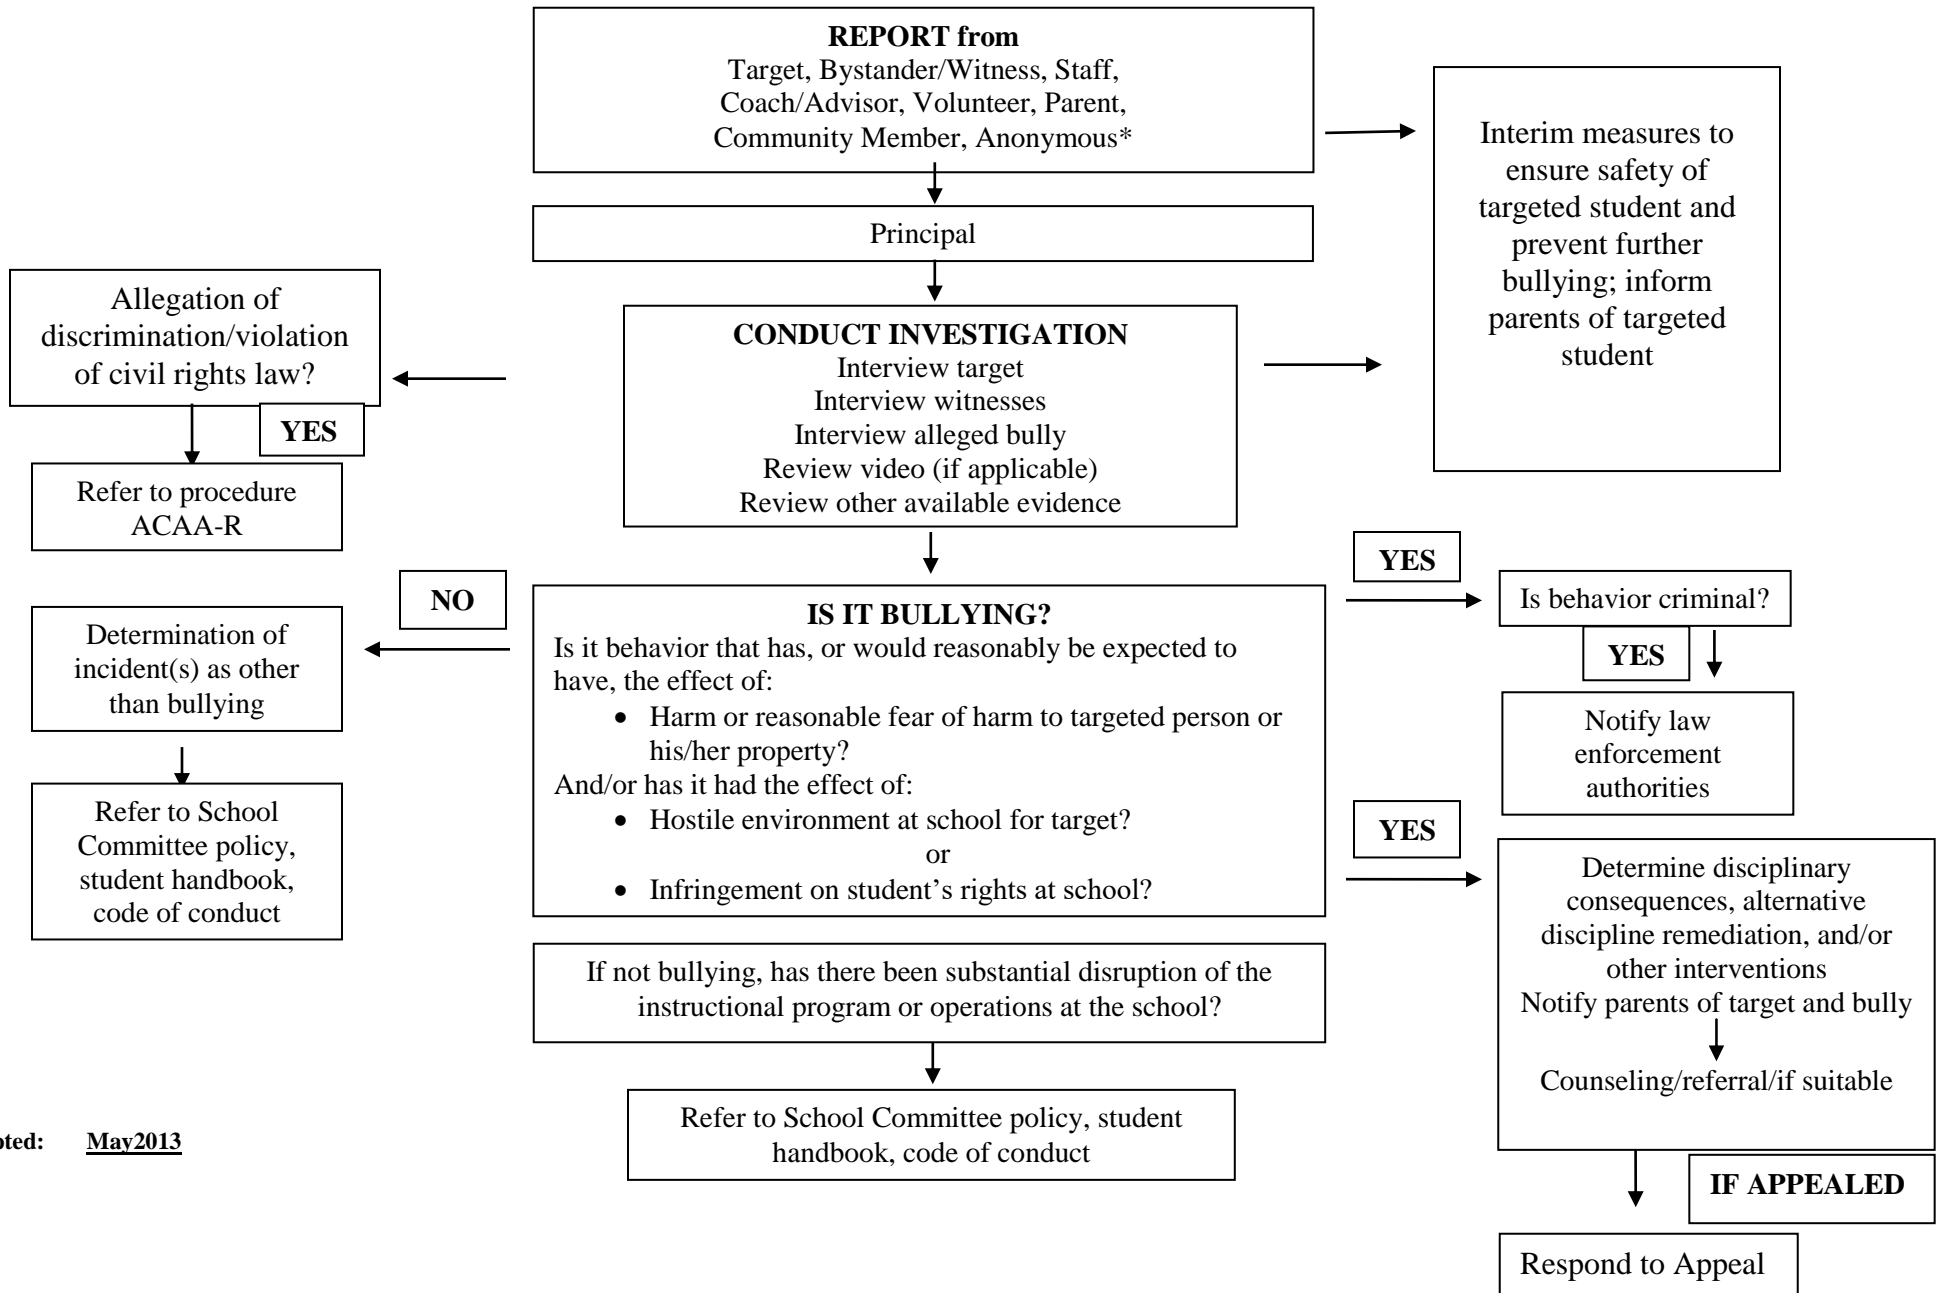 REPORT from
Target, Bystander/Witness, Staff,
Coach/Advisor, Volunteer, Parent,
Community Member, Anonymous*
Interim measures to
ensure safety of
targeted student and
prevent further
bullying; inform
parents of targeted
student
Principal
Allegation of
discrimination/violation
of civil rights law?
YES
Refer to procedure
ACAA-R
CONDUCT INVESTIGATION
Interview target
Interview witnesses
Interview alleged bully
Review video (if applicable)
Review other available evidence
NO
Determination of
incident(s) as other
than bullying
Refer to School
Committee policy,
student handbook,
code of conduct
IS IT BULLYING?
Is it behavior that has, or would reasonably be expected to
have, the effect of:
• Harm or reasonable fear of harm to targeted person or
his/her property?
And/or has it had the effect of:
• Hostile environment at school for target?
or
• Infringement on student’s rights at school?
YES
Is behavior criminal?
YES
Notify law
enforcement
authorities
YES
Determine disciplinary
consequences, alternative
discipline remediation, and/or
other interventions
Notify parents of target and bully
Counseling/referral/if suitable
If not bullying, has there been substantial disruption of the
instructional program or operations at the school?
Refer to School Committee policy, student
handbook, code of conduct
IF APPEALED
Respond to Appeal
pted: May2013